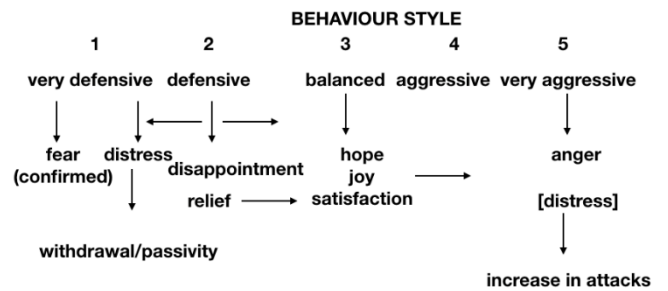 BEHAVIOUR STYLE
1 2 3 4 5
very defensive defensive balanced aggressive very aggressive
fear distress disappointment hope anger
(confirmed) joy
relief satisfaction [distress]
withdrawal/passivity
increase in attacks